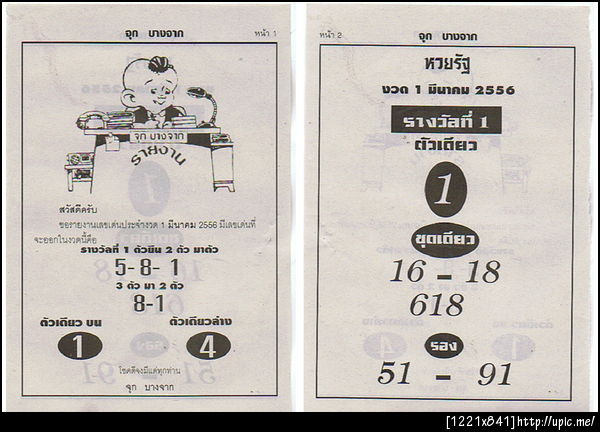 จุก บางจาก
หน้า 1
จุก บางจาก
รายงาน
สวัสดีครับ
ขอรายงานเลขเด่นประจำงวด 1 มีนาคม 2556 มีเลขเด่นที่
จะออกในงวดนี้คือ
รางวัลที่ 1 ตัวยืน 2 ตัว มาตัว
5-8-1
3 ตัว มา 2 ตัว
8-1
ตัวเดียว บน
ตัวเดียวล่าง
1
4
โชคดีจงมีแด่ทุกท่าน
จุก บางจาก
หน้า 2
จุก บางจาก
หวยรัฐ
งวด 1 มีนาคม 2556
รางวัลที่ 1
ตัวเดียว
1
ชุดเดียว
16 - 18
618
รอง
51 - 91
[1221x841]http://upic.me/